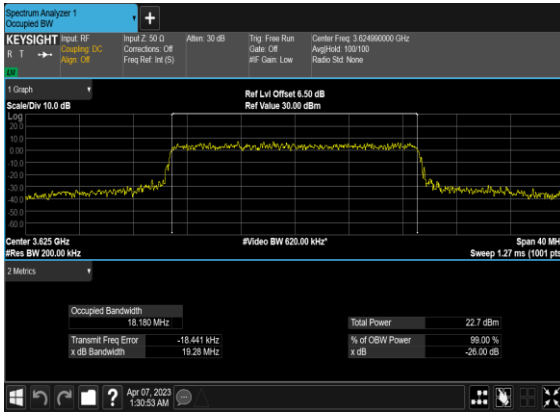 Spectrum Analyzer 1
Occupied BW
+
KEYSIGHT Input: RF Input Z: 50 Ω Atten: 30 dB Trig: Free Run Center Freq: 3.624990000 GHz
R T Coupling: DC Corrections: Off Gate: Off Avg|Hold: 100/100
Align: Off Freq Ref: Int (S) #IF Gain: Low Radio Std: None
LXI
1 Graph
Ref Lvl Offset 6.50 dB
Scale/Div 10.0 dB Ref Value 30.00 dBm
Log
20.0
10.0
0.00
-10.0
-20.0
-30.0
-40.0
-50.0
-60.0
Center 3.625 GHz #Video BW 620.00 kHz* Span 40 MH
#Res BW 200.00 kHz Sweep 1.27 ms (1001 pts
2 Metrics
Occupied Bandwidth
18.180 MHz Total Power 22.7 dBm
Transmit Freq Error -18.441 kHz % of OBW Power 99.00 %
x dB Bandwidth 19.28 MHz x dB -26.00 dB
? Apr 07, 2023
1:30:53 AM